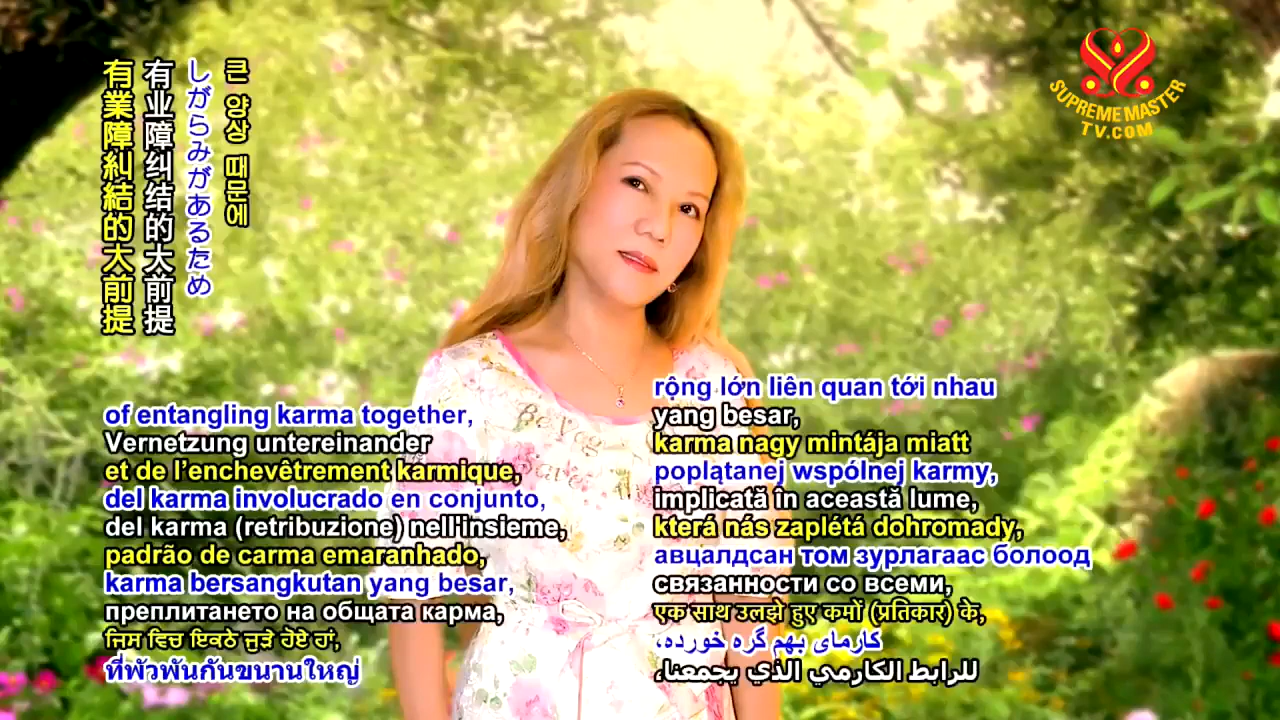 SUPREME MASTER
TV.COM
큰 양상 때문에
しがらみがあるため
有业障纠结的大前提
有業障糾結的大前提
of entangling karma together,
Vernetzung untereinander
et de l’enchevêtrement karmique,
del karma involucrado en conjunto,
del karma (retribuzione) nell'insieme,
padrão de carma emaranhado,
karma bersangkutan yang besar,
преплитането на общата карма,
ਜਿਸ ਵਿਚ ਇਕਠੇ ਜੁੜੇ ਹੋਏ ਹਾਂ,
ที่พัวพันกันขนานใหญ่
rộng lớn liên quan tới nhau
yang besar,
karma nagy mintája miatt
poplątanej wspólnej karmy,
implicată în această lume,
která nás zaplétá dohromady,
авцалдсан том зурлагаас болоод
связанности со всеми,
एक साथ उलझे हुए कर्मों (प्रतिकार) के,
کارمای بهم گره خورده،
للرابط الكارمي الذي يجمعنا،